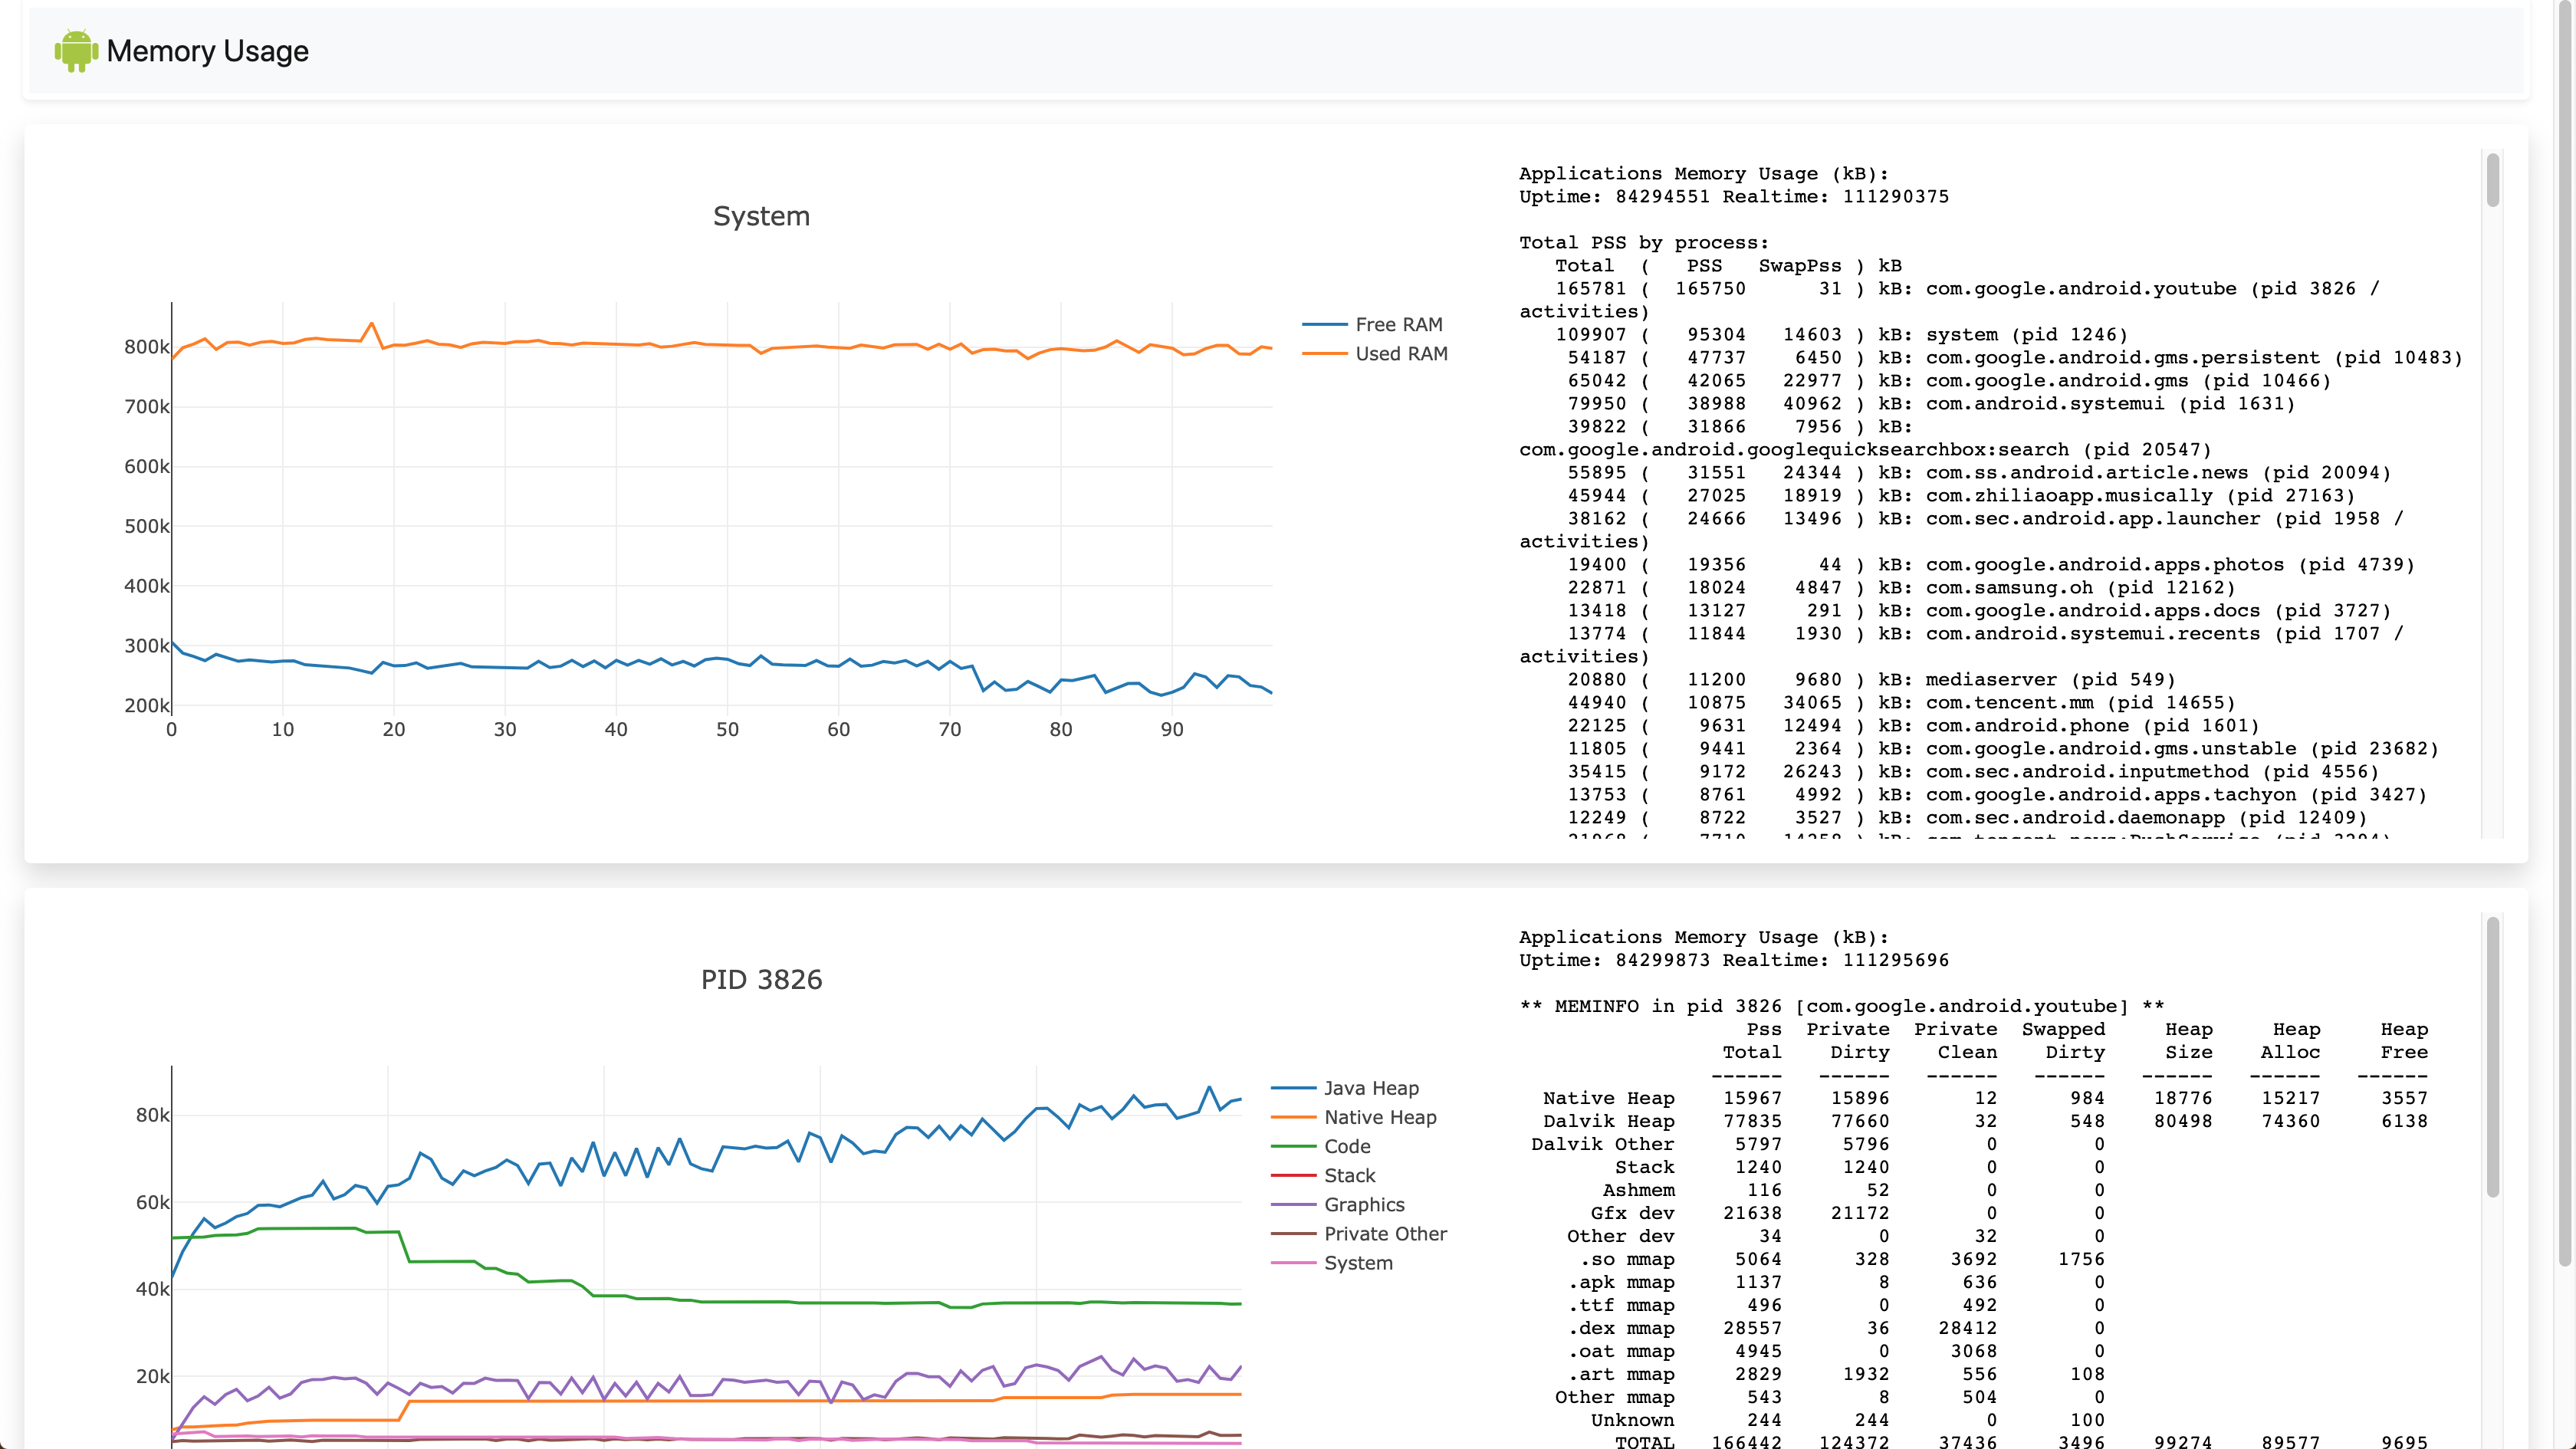 Memory Usage
System
800k
700k
600k
500k
400k
300k
200k
0 10 20 30 40 50 60 70 80 90
Free RAM
Used RAM
Applications Memory Usage (kB):
Uptime: 84294551 Realtime: 111290375
Total PSS by process:
Total ( PSS SwapPss ) kB
165781 ( 165750 31 ) kB: com.google.android.youtube (pid 3826 /
activities)
109907 ( 95304 14603 ) kB: system (pid 1246)
54187 ( 47737 6450 ) kB: com.google.android.gms.persistent (pid 10483)
65042 ( 42065 22977 ) kB: com.google.android.gms (pid 10466)
79950 ( 38988 40962 ) kB: com.android.systemui (pid 1631)
39822 ( 31866 7956 ) kB:
com.google.android.googlequicksearchbox:search (pid 20547)
55895 ( 31551 24344 ) kB: com.ss.android.article.news (pid 20094)
45944 ( 27025 18919 ) kB: com.zhiliaoapp.musically (pid 27163)
38162 ( 24666 13496 ) kB: com.sec.android.app.launcher (pid 1958 /
activities)
19400 ( 19356 44 ) kB: com.google.android.apps.photos (pid 4739)
22871 ( 18024 4847 ) kB: com.samsung.oh (pid 12162)
13418 ( 13127 291 ) kB: com.google.android.apps.docs (pid 3727)
13774 ( 11844 1930 ) kB: com.android.systemui.recents (pid 1707 /
activities)
20880 ( 11200 9680 ) kB: mediaserver (pid 549)
44940 ( 10875 34065 ) kB: com.tencent.mm (pid 14655)
22125 ( 9631 12494 ) kB: com.android.phone (pid 1601)
11805 ( 9441 2364 ) kB: com.google.android.gms.unstable (pid 23682)
35415 ( 9172 26243 ) kB: com.sec.android.inputmethod (pid 4556)
13753 ( 8761 4992 ) kB: com.google.android.apps.tachyon (pid 3427)
12249 ( 8722 3527 ) kB: com.sec.android.daemonapp (pid 12409)
PID 3826
80k
60k
40k
20k
Java Heap
Native Heap
Code
Stack
Graphics
Private Other
System
Applications Memory Usage (kB):
Uptime: 84299873 Realtime: 111295696
** MEMINFO in pid 3826 [com.google.android.youtube] **
Pss Private Private Swapped Heap Heap Heap
Total Dirty Clean Dirty Size Alloc Free
------ ------ ------ ------ ------ ------ ------
Native Heap 15967 15896 12 984 18776 15217 3557
Dalvik Heap 77835 77660 32 548 80498 74360 6138
Dalvik Other 5797 5796 0 0
Stack 1240 1240 0 0
Ashmem 116 52 0 0
Gfx dev 21638 21172 0 0
Other dev 34 0 32 0
.so mmap 5064 328 3692 1756
.apk mmap 1137 8 636 0
.ttf mmap 496 0 492 0
.dex mmap 28557 36 28412 0
.oat mmap 4945 0 3068 0
.art mmap 2829 1932 556 108
Other mmap 543 8 504 0
Unknown 244 244 0 100
TOTAL 166442 124372 37436 3496 99274 89577 9695